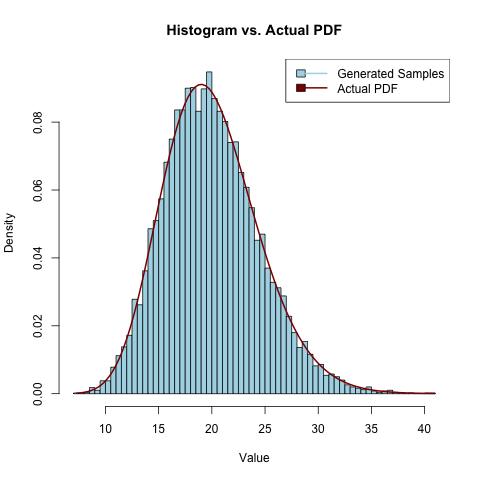 Histogram vs. Actual PDF
Generated Samples
Actual PDF
Density
0.00
0.02
0.04
0.06
0.08
10
15
20
25
30
35
40
Value